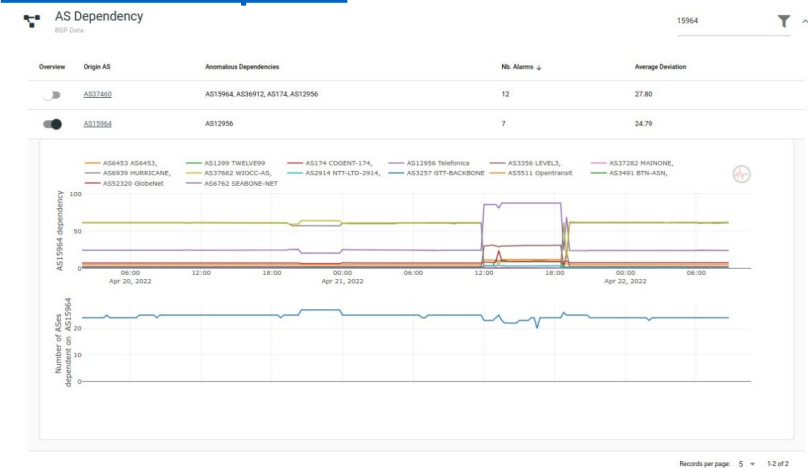 AS Dependency
BGP Data
15964
Overview Origin AS Anomalous Dependencies Nb. Alarms ↓ Average Deviation
AS37460 AS15964, AS36912, AS174, AS12956 12 27.80
AS15964 AS12956 7 24.79
AS6453 AS6453, AS1299 TWELVE99 AS174 COGENT-174, AS12956 Telefonica AS3356 LEVEL3, AS37282 MAINONE,
AS6939 HURRICANE, AS37662 WIOCC-AS, AS2914 NTT-LTD-2914, AS3257 GTT-BACKBONE AS5511 Opentransit AS3491 BTN-ASN,
AS52320 GlobeNet AS6762 SEABONE-NET
AS15964 dependency
100
50
0
06:00 12:00 18:00 00:00 06:00 12:00 18:00 00:00 06:00
Apr 20, 2022 Apr 21, 2022 Apr 22, 2022
Number of ASes
dependent on AS15964
20
10
0
Records per page: 5 1-2 of 2